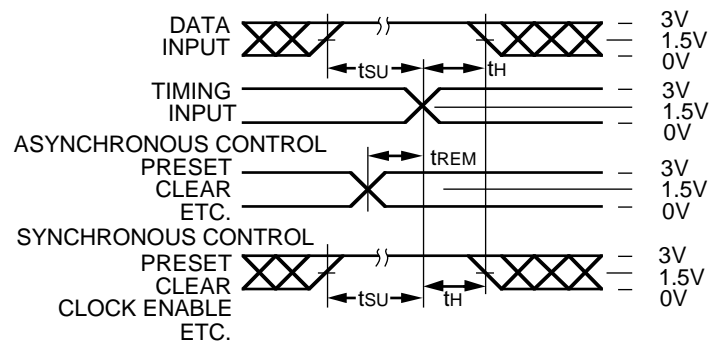 DATA
INPUT
3V
1.5V
0V
tSU
tH
TIMING
INPUT
3V
1.5V
0V
ASYNCHRONOUS CONTROL
tREM
PRESET
CLEAR
ETC.
3V
1.5V
0V
SYNCHRONOUS CONTROL
PRESET
CLEAR
CLOCK ENABLE
ETC.
3V
1.5V
0V
tSU
tH